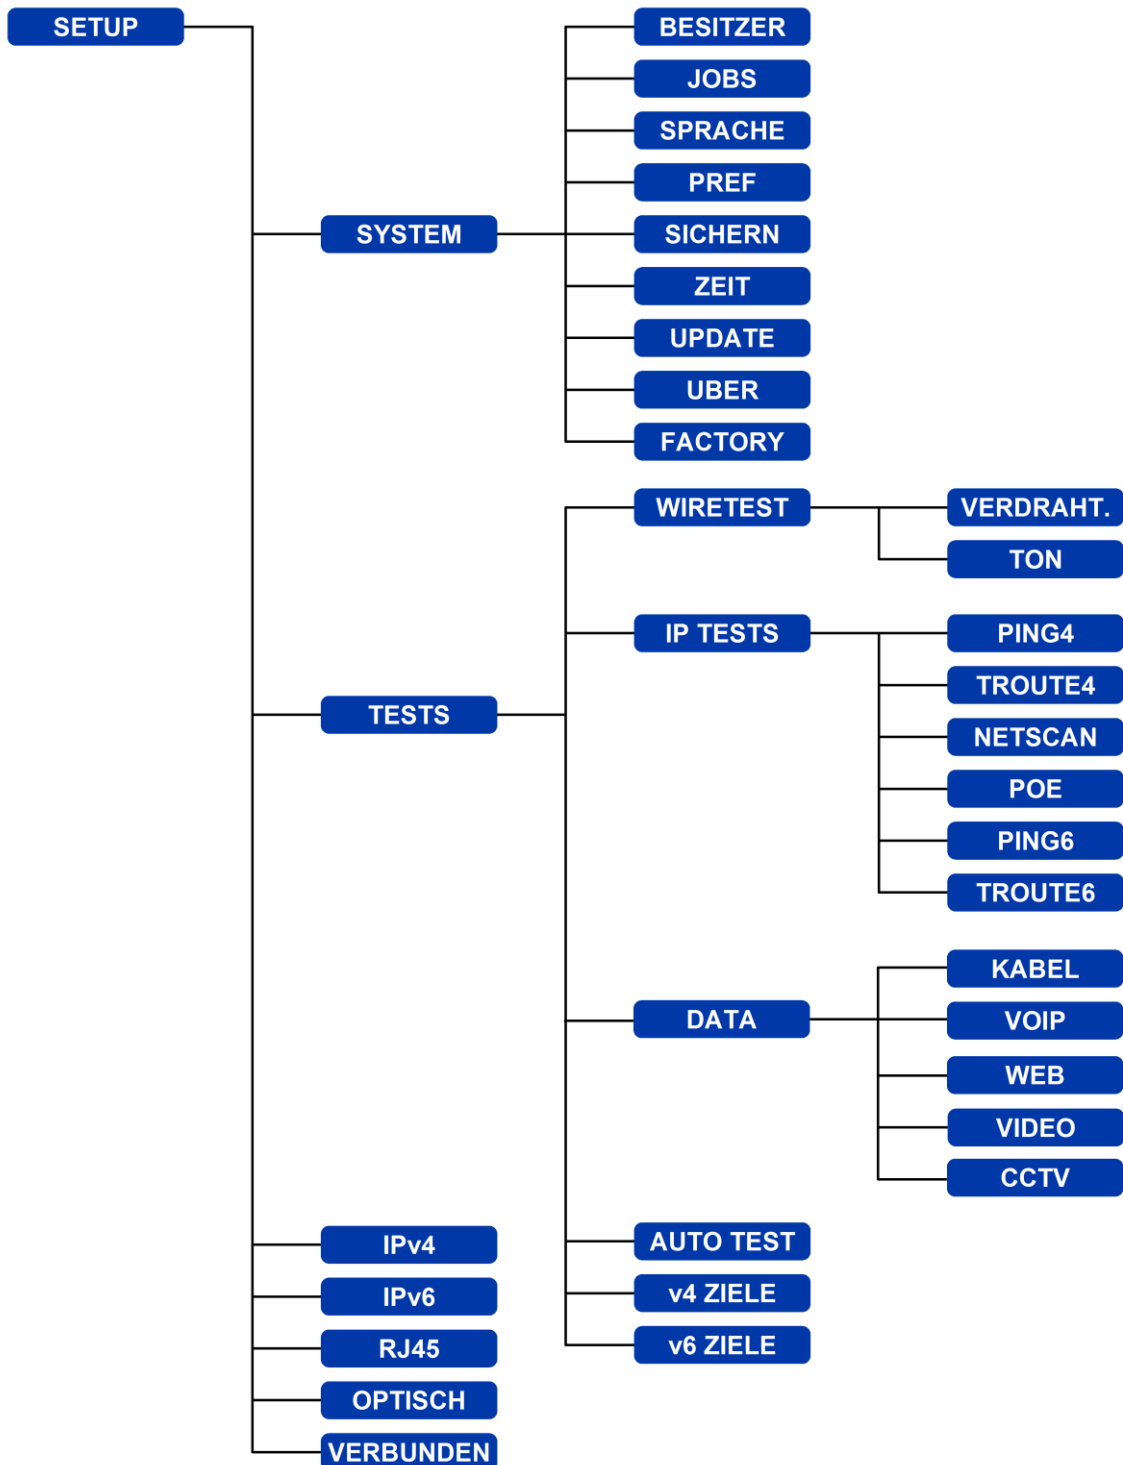 SETUP
SYSTEM
BESITZER
JOBS
SPRACHE
PREF
SICHERN
ZEIT
UPDATE
UBER
FACTORY
TESTS
WIRETEST
VERDRAHT.
TON
IP TESTS
PING4
TROUTE4
NETSCAN
POE
PING6
TROUTE6
DATA
KABEL
VOIP
WEB
VIDEO
CCTV
AUTO TEST
v4 ZIELE
v6 ZIELE
IPv4
IPv6
RJ45
OPTISCH
VERBUNDEN